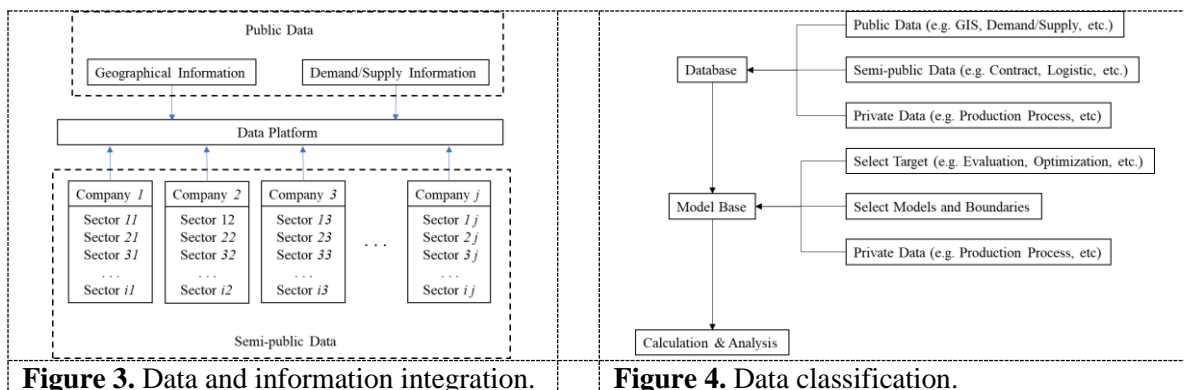 Public Data
Geographical Information
Demand/Supply Information
Data Platform
Company 1
Sector 11
Sector 21
Sector 31
. . .
Sector i1
Company 2
Sector 12
Sector 22
Sector 32
. . .
Sector i2
Company 3
Sector 13
Sector 23
Sector 33
. . .
Sector i3
. . .
Company j
Sector 1j
Sector 2j
Sector 3j
. . .
Sector ij
Semi-public Data
Figure 3. Data and information integration.
Public Data (e.g. GIS, Demand/Supply, etc.)
Database
Semi-public Data (e.g. Contract, Logistic, etc.)
Private Data (e.g. Production Process, etc)
Select Target (e.g. Evaluation, Optimization, etc.)
Model Base
Select Models and Boundaries
Private Data (e.g. Production Process, etc)
Calculation & Analysis
Figure 4. Data classification.